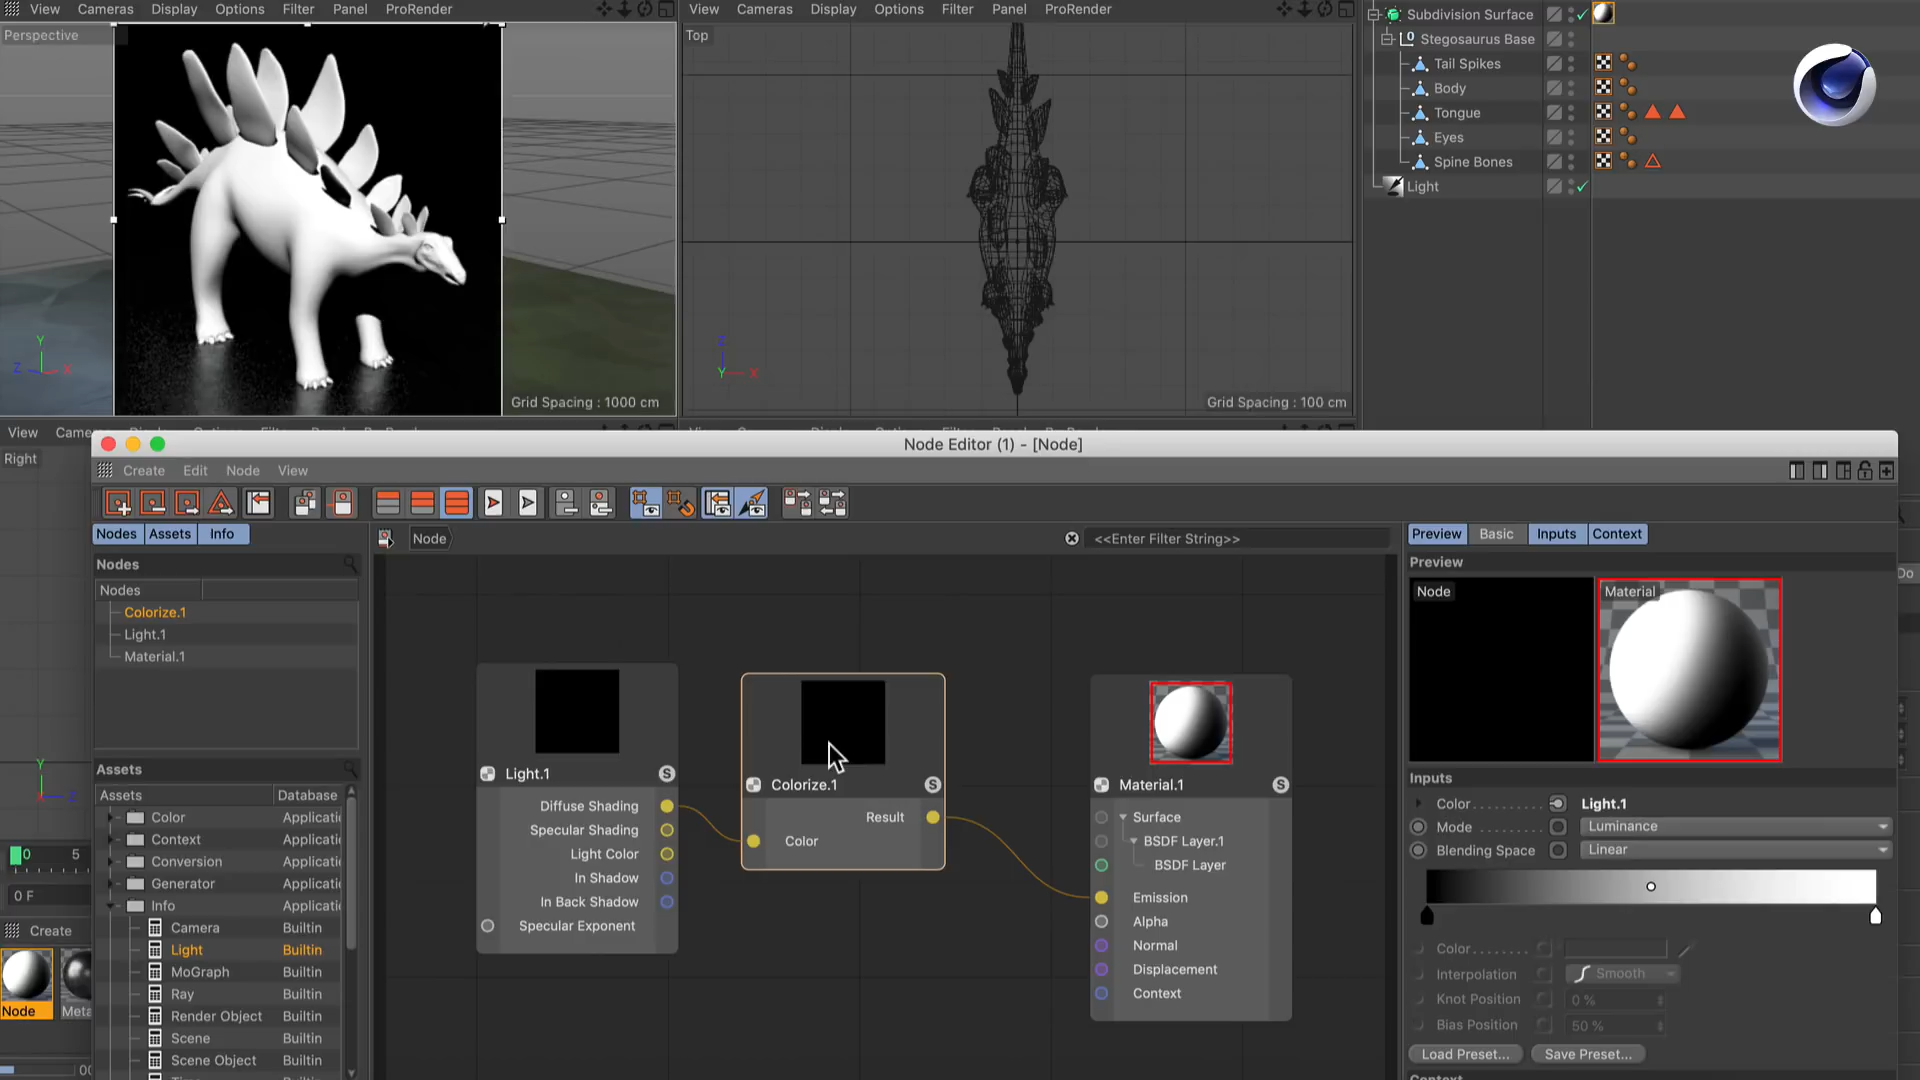 View Cameras Display Options Filter Panel ProRender
View Cameras Display Options Filter Panel ProRender
Perspective
Top
Grid Spacing : 1000 cm
Grid Spacing : 100 cm
Y
Z
X
Z
Y
X
Subdivision Surface
Stegosaurus Base
Tail Spikes
Body
Tongue
Eyes
Spine Bones
Light
View
Right
Y
0 5
0 F
Create
Node
Node Editor (1) - [Node]
Create Edit Node View
Nodes Assets Info
Nodes
Nodes
Colorize.1
Light.1
Material.1
Assets
Assets Database
Color
Context
Conversion
Generator
Info
Camera Builtin
Light Builtin
MoGraph Builtin
Ray Builtin
Render Object Builtin
Scene Builtin
Scene Object Builtin
Node
<<Enter Filter String>>
Light.1 S
Diffuse Shading
Specular Shading
Light Color
In Shadow
In Back Shadow
Specular Exponent
Colorize.1 S
Result
Color
Material.1 S
Surface
BSDF Layer.1
BSDF Layer
Emission
Alpha
Normal
Displacement
Context
Preview Basic Inputs Context
Preview
Node
Material
Inputs
Color Light.1
Mode Luminance
Blending Space Linear
Color
Interpolation Smooth
Knot Position 0 %
Bias Position 50 %
Load Preset... Save Preset...